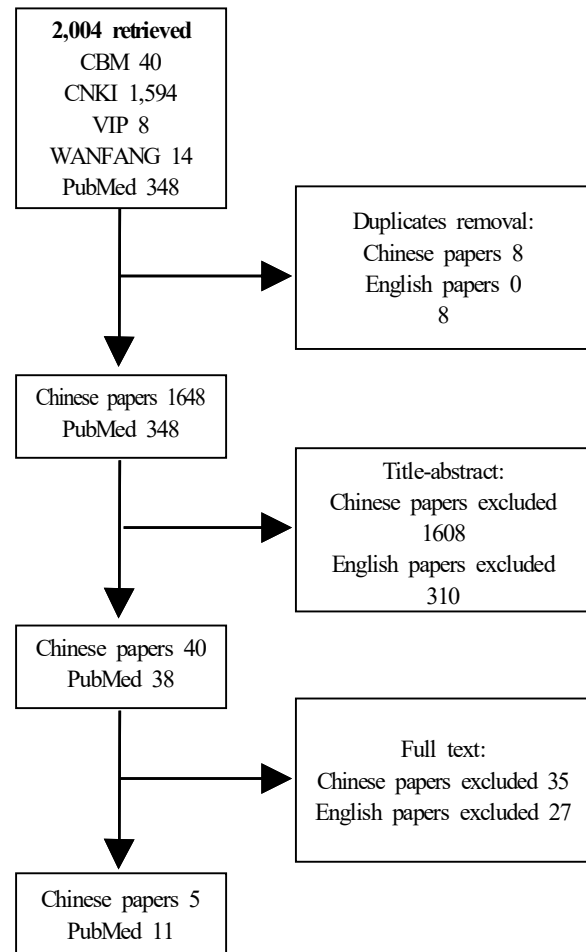 2,004 retrieved
CBM 40
CNKI 1,594
VIP 8
WANFANG 14
PubMed 348
Duplicates removal:
Chinese papers 8
English papers 0
8
Chinese papers 1648
PubMed 348
Title-abstract:
Chinese papers excluded
1608
English papers excluded
310
Chinese papers 40
PubMed 38
Full text:
Chinese papers excluded 35
English papers excluded 27
Chinese papers 5
PubMed 11